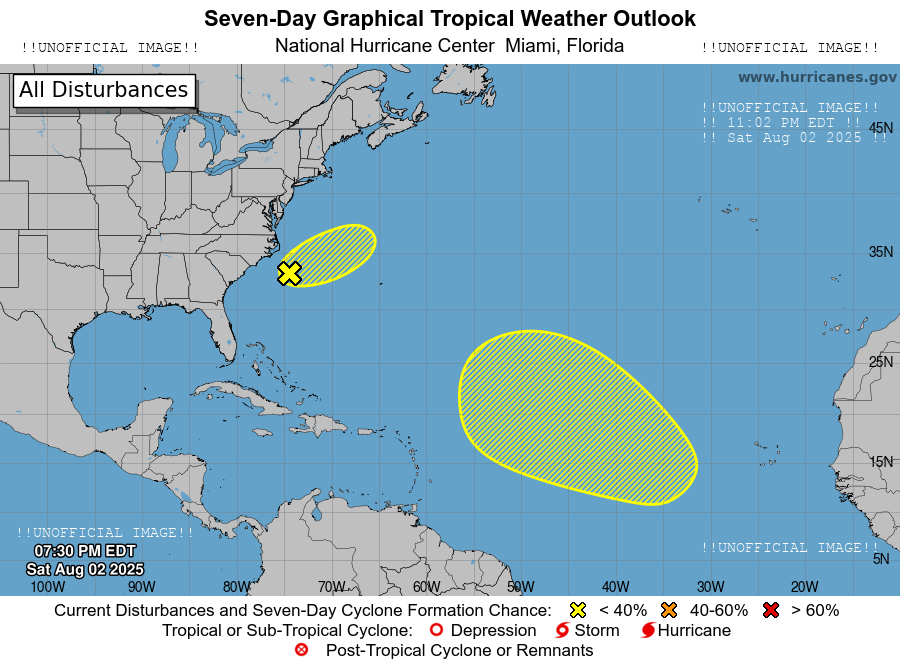 Seven-Day Graphical Tropical Weather Outlook
!!UNOFFICIAL IMAGE!! National Hurricane Center Miami, Florida !!UNOFFICIAL IMAGE!!
All Disturbances
www.hurricanes.gov
!!UNOFFICIAL IMAGE!!
!! 11:02 PM EDT !!
!! Sat Aug 02 2025 !!
45N
35N
25N
15N
!!UNOFFICIAL IMAGE!!
!!UNOFFICIAL IMAGE!!
07:30 PM EDT
5N
Sat Aug 02 2025
100W 90W 80W 70W 60W 50W 40W 30W 20W
Current Disturbances and Seven-Day Cyclone Formation Chance: < 40% 40-60% > 60%
Tropical or Sub-Tropical Cyclone: Depression Storm Hurricane
Post-Tropical Cyclone or Remnants